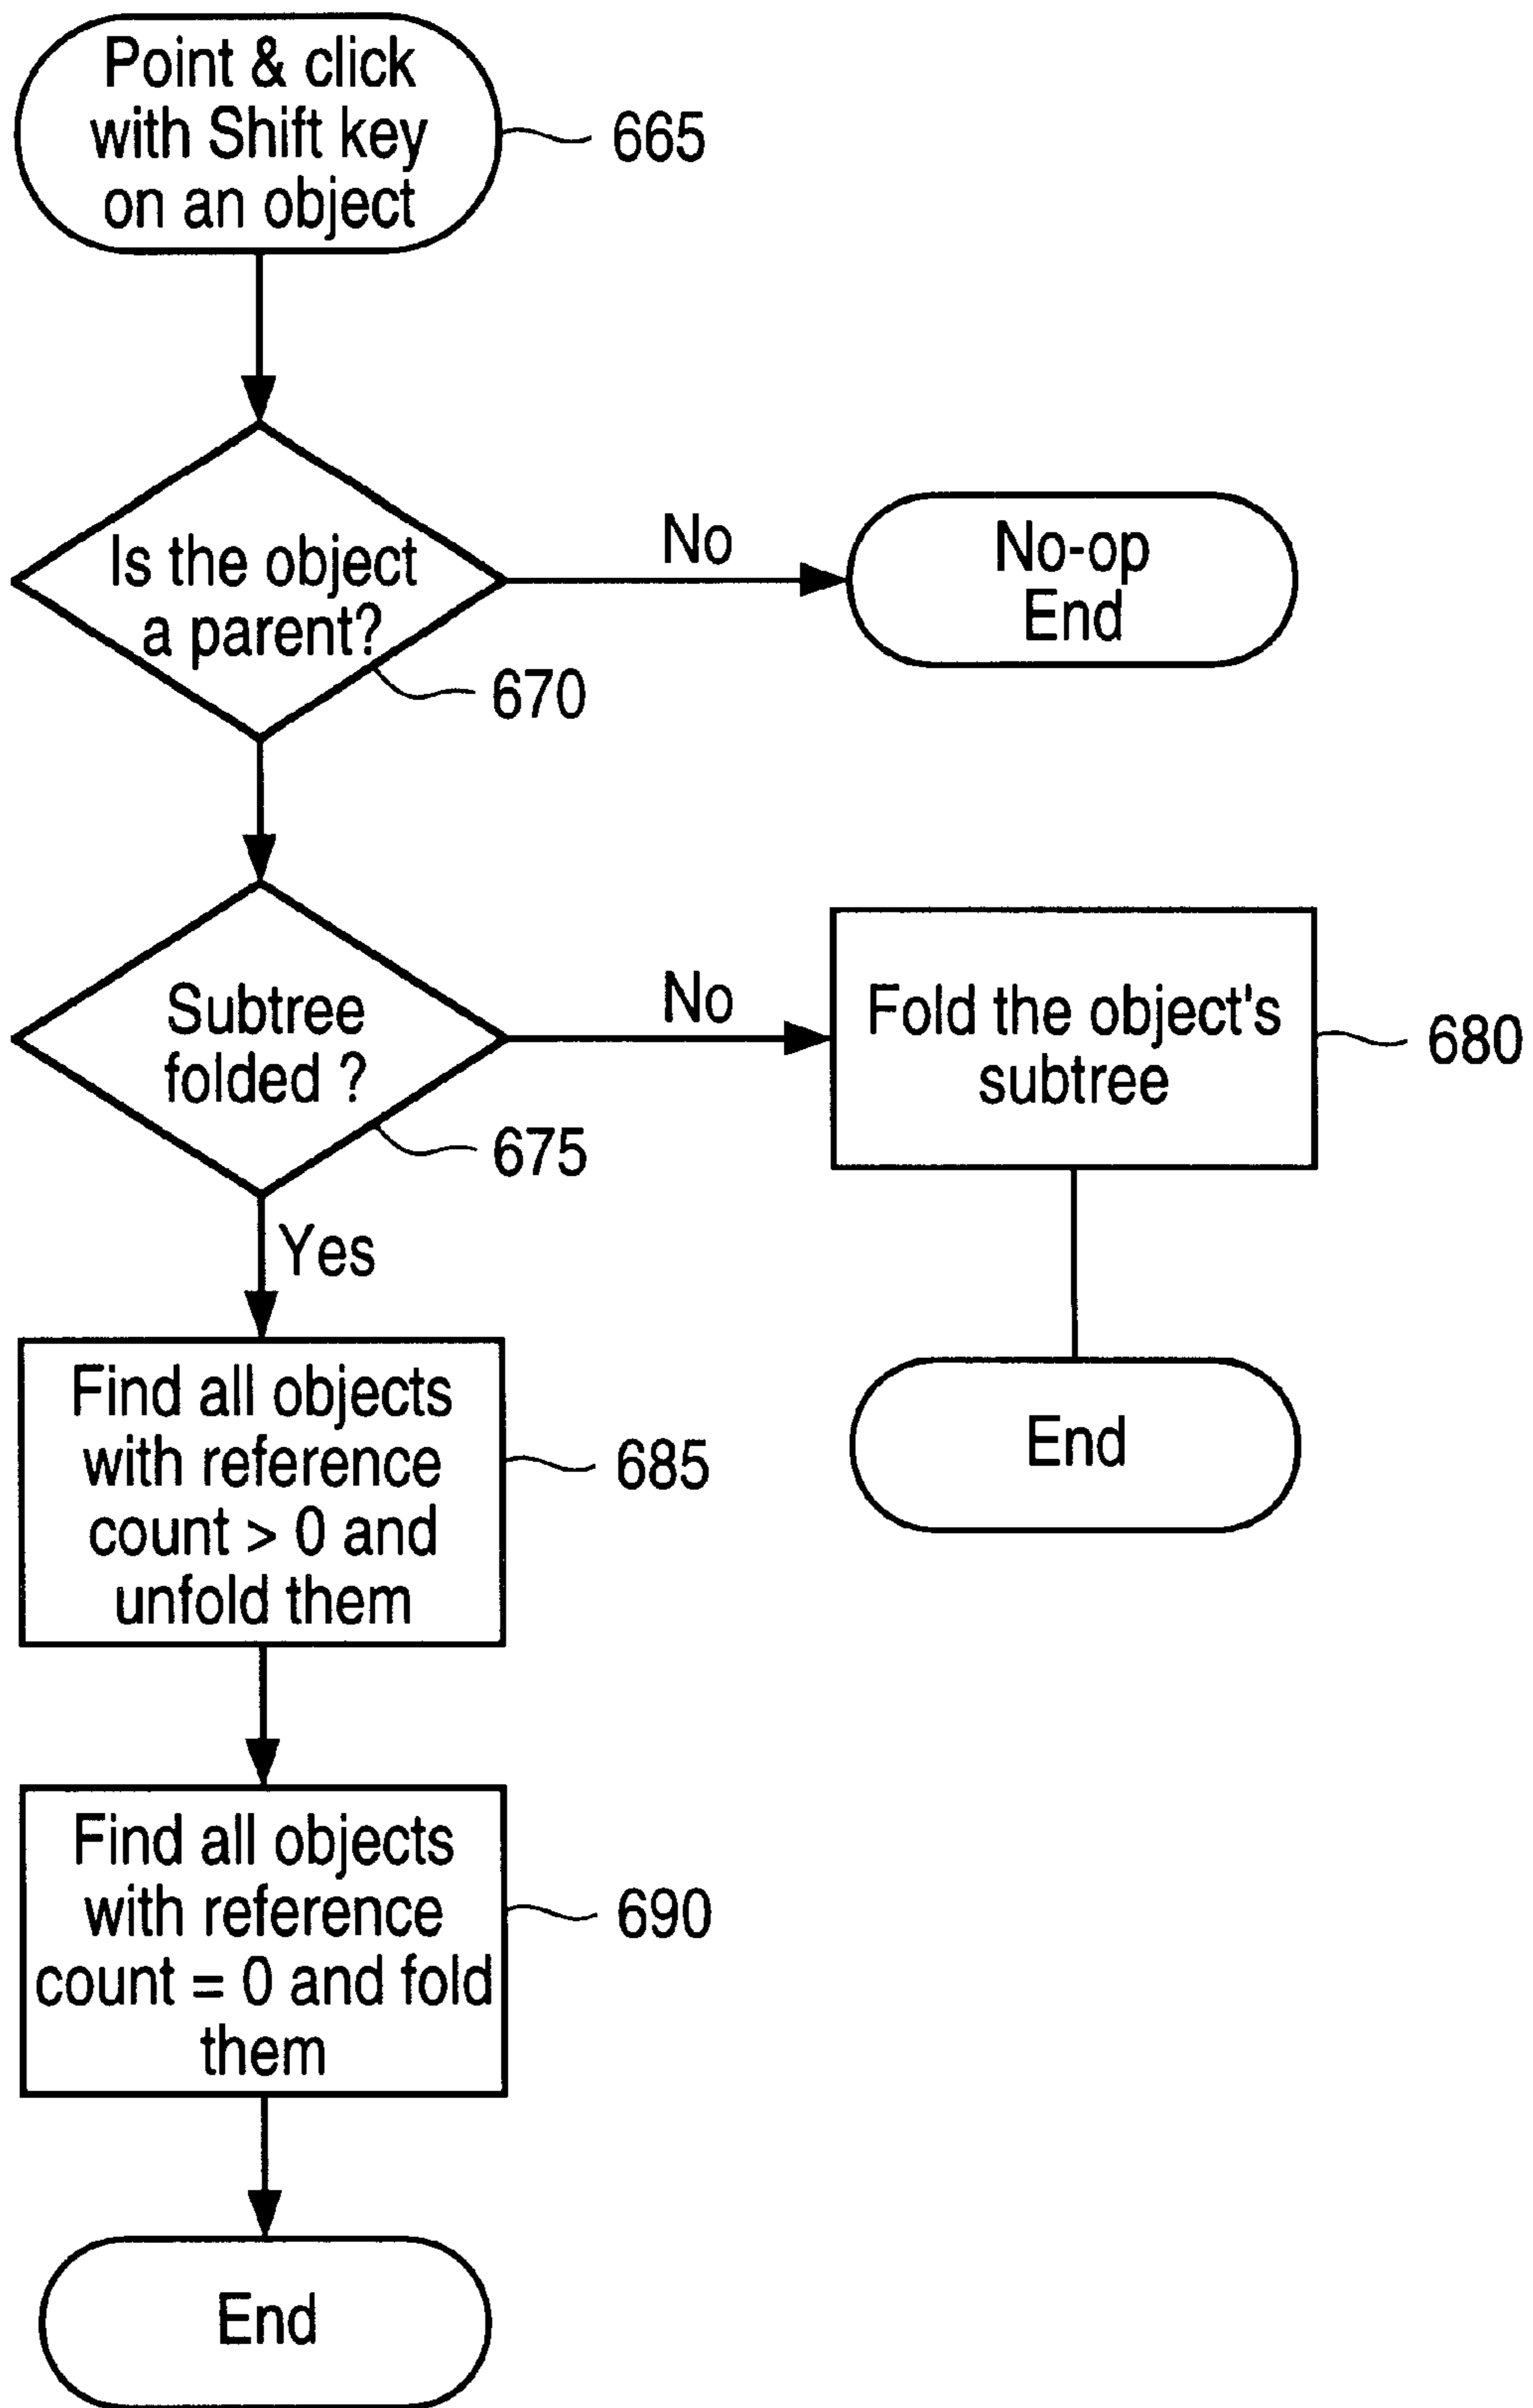 Point & click
with Shift key
on an object
665
Is the object
a parent?
670
No
No-op
End
Subtree
folded ?
675
No
Fold the object's
subtree
680
End
Yes
Find all objects
with reference
count > 0 and
unfold them
685
Find all objects
with reference
count = 0 and fold
them
690
End